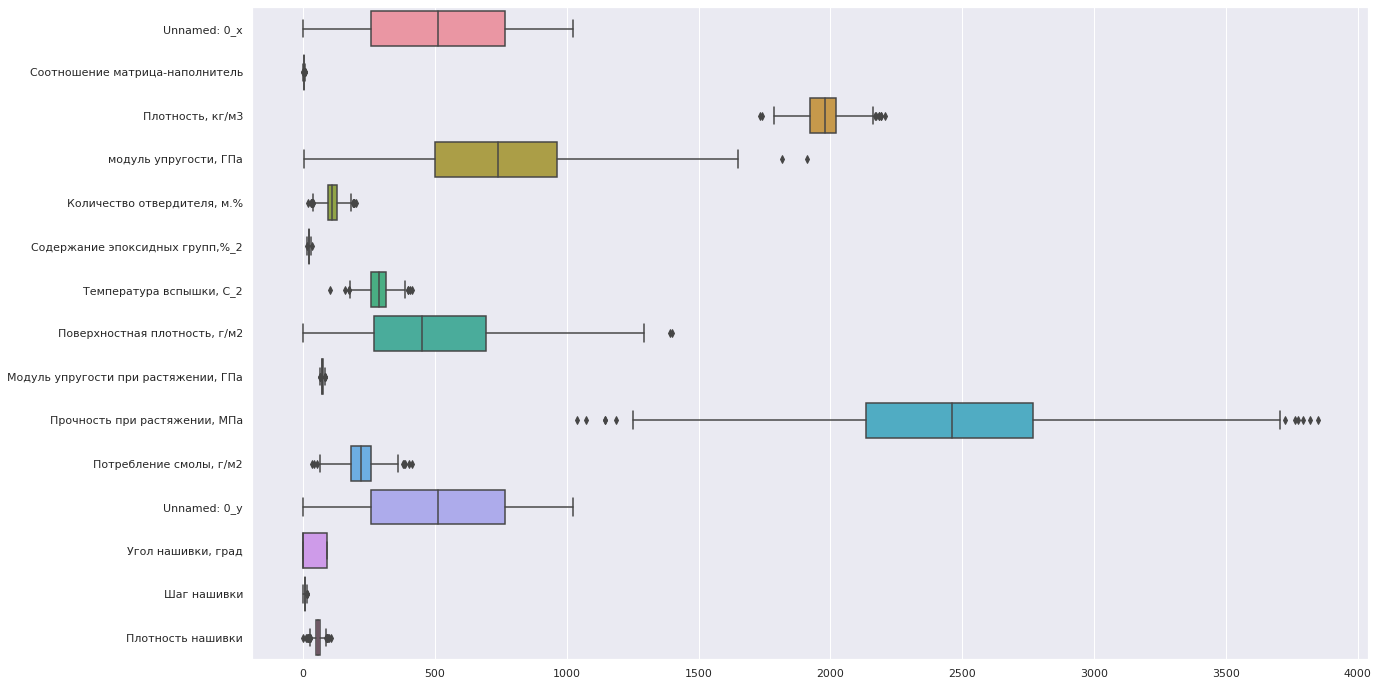 Unnamed: 0_x
Соотношение матрица-наполнитель
Плотность, кг/м3
модуль упругости, ГПа
Количество отвердителя, м.%
Содержание эпоксидных групп,%_2
Температура вспышки, С_2
Поверхностная плотность, г/м2
Модуль упругости при растяжении, ГПа
Прочность при растяжении, МПа
Потребление смолы, г/м2
Unnamed: 0_y
Угол нашивки, град
Шаг нашивки
Плотность нашивки
0 500 1000 1500 2000 2500 3000 3500 4000